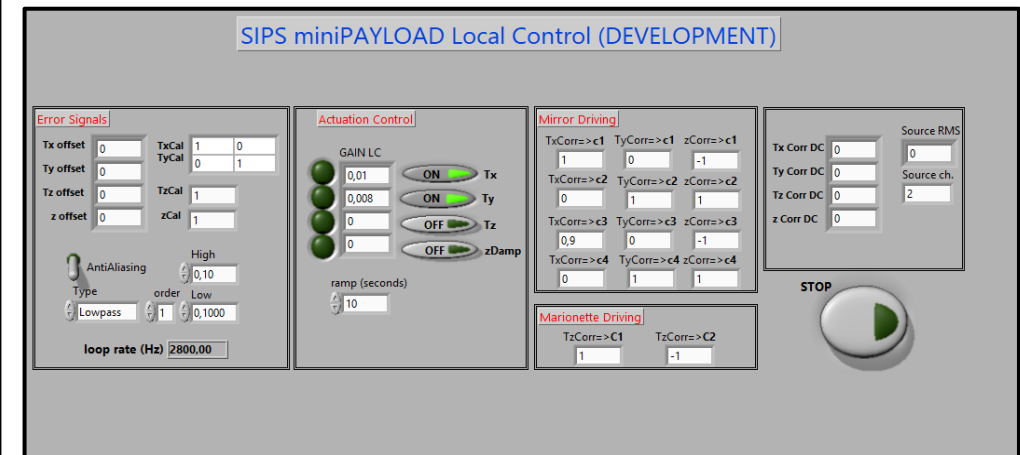 SIPS miniPAYLOAD Local Control (DEVELOPMENT)
Error Signals
Tx offset 0 TxCal 1 0
Ty offset 0 TyCal 0 1
Tz offset 0 TzCal 1
z offset 0 zCal 1
AntiAliasing
High
0,10
Type order Low
Lowpass 1 0,1000
loop rate (Hz) 2800,00
Actuation Control
GAIN LC
0,01 ON Tx
0,008 ON Ty
0 OFF Tz
0 OFF zDamp
ramp (seconds)
10
Mirror Driving
TxCorr=>c1 TyCorr=>c1 zCorr=>c1
1 0 -1
TxCorr=>c2 TyCorr=>c2 zCorr=>c2
0 1 1
TxCorr=>c3 TyCorr=>c3 zCorr=>c3
0,9 0 -1
TxCorr=>c4 TyCorr=>c4 zCorr=>c4
0 1 1
Marionette Driving
TzCorr=>C1 TzCorr=>C2
1 -1
Tx Corr DC 0
Ty Corr DC 0
Tz Corr DC 0
z Corr DC 0
Source RMS
0
Source ch.
2
STOP